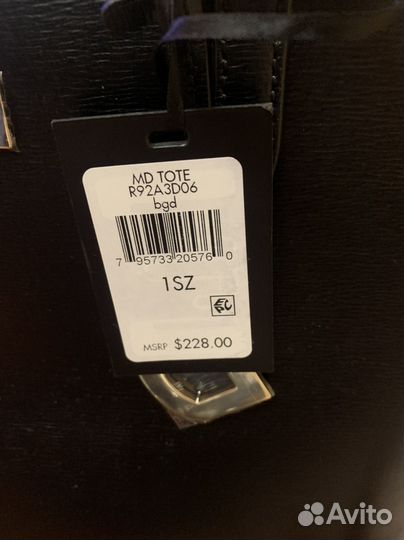 MD TOTE
R92A3D06
bgd
7 95733 20576 0
1SZ
MSRP $228.00
Avito